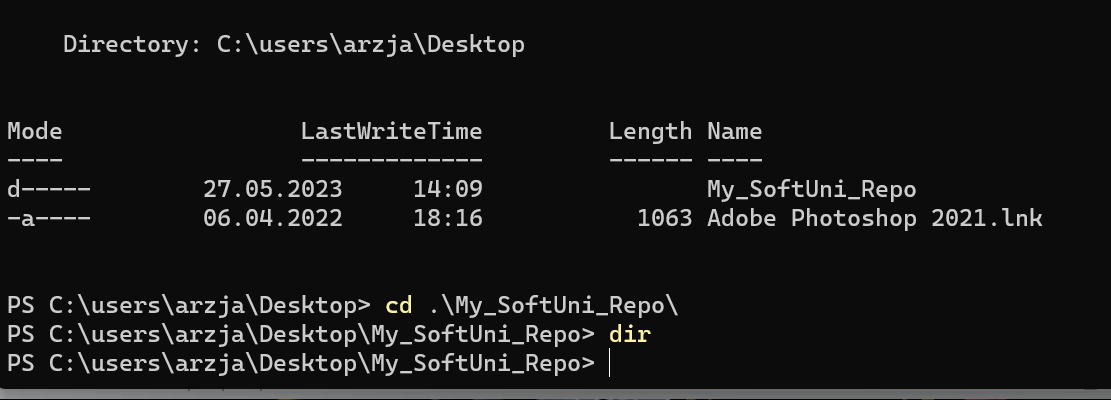 Directory: C:\users\arzja\Desktop
Mode LastWriteTime Length Name
---- ------------- ------ ----
d----- 27.05.2023 14:09 My_SoftUni_Repo
-a---- 06.04.2022 18:16 1063 Adobe Photoshop 2021.lnk
PS C:\users\arzja\Desktop> cd .\My_SoftUni_Repo\
PS C:\users\arzja\Desktop\My_SoftUni_Repo> dir
PS C:\users\arzja\Desktop\My_SoftUni_Repo>